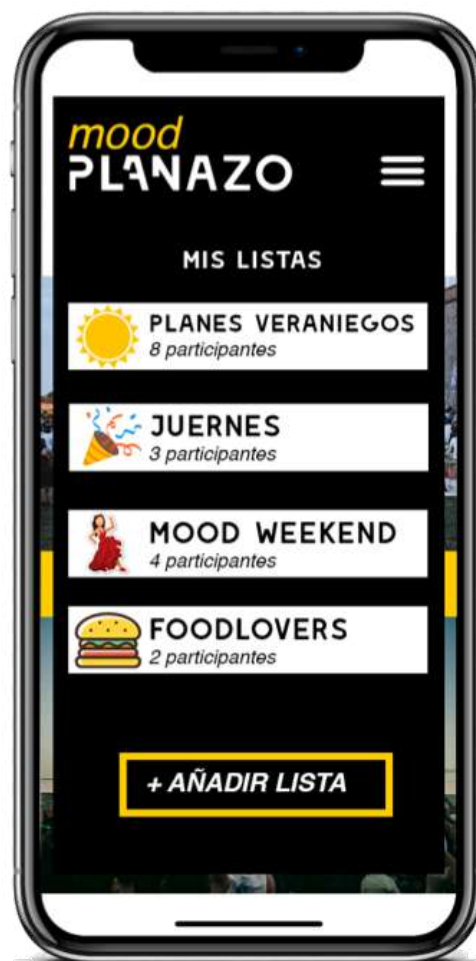 mood
PLANAZO
MIS LISTAS
PLANES VERANIEGOS
8 participantes
JUERNES
3 participantes
MOOD WEEKEND
4 participantes
FOODLOVERS
2 participantes
+ AÑADIR LISTA